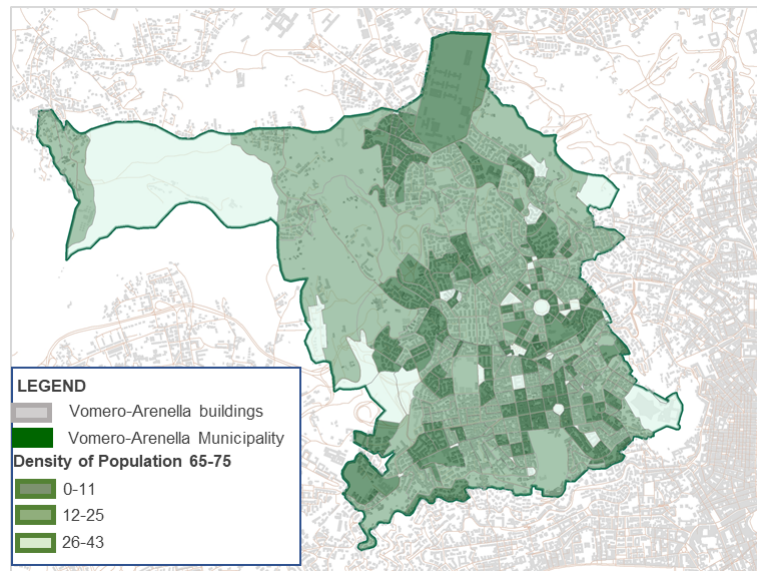 LEGEND
Vomero-Arenella buildings
Vomero-Arenella Municipality
Density of Population 65-75
0-11
12-25
26-43